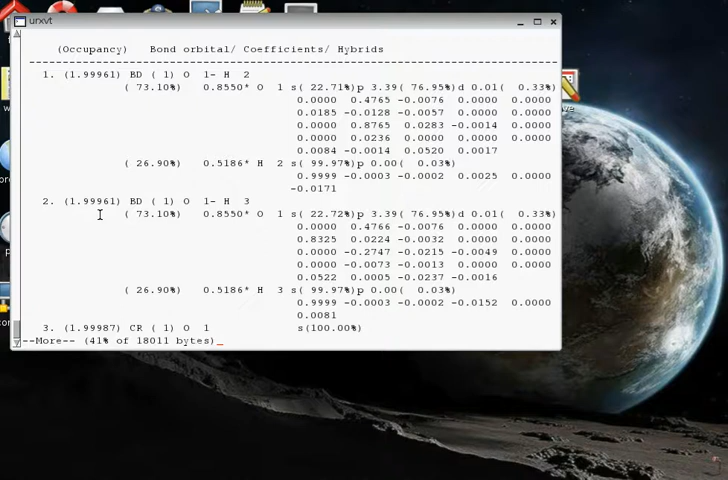 urxvt
(Occupancy) Bond orbital/ Coefficients/ Hybrids
---------------------------------------------------------------------------------
1. (1.99961) BD ( 1) O 1- H 2
( 73.10%) 0.8550* O 1 s( 22.71%)p 3.39( 76.95%)d 0.01( 0.33%)
0.0000 0.4765 -0.0076 0.0000 0.0000
0.0185 -0.0128 -0.0057 0.0000 0.0000
0.0000 0.8765 0.0283 -0.0014 0.0000
0.0000 0.0236 0.0000 0.0000 0.0000
0.0084 -0.0014 0.0520 0.0017
( 26.90%) 0.5186* H 2 s( 99.97%)p 0.00( 0.03%)
0.9999 -0.0003 -0.0002 0.0025 0.0000
-0.0171
2. (1.99961) BD ( 1) O 1- H 3
( 73.10%) 0.8550* O 1 s( 22.72%)p 3.39( 76.95%)d 0.01( 0.33%)
0.0000 0.4766 -0.0076 0.0000 0.0000
0.8325 0.0224 -0.0032 0.0000 0.0000
0.0000 -0.2747 -0.0215 -0.0049 0.0000
0.0000 -0.0073 -0.0013 0.0000 0.0000
0.0522 0.0005 -0.0237 -0.0016
( 26.90%) 0.5186* H 3 s( 99.97%)p 0.00( 0.03%)
0.9999 -0.0003 -0.0002 -0.0152 0.0000
0.0081
3. (1.99987) CR ( 1) O 1 s(100.00%)
--More-- (41% of 18011 bytes)